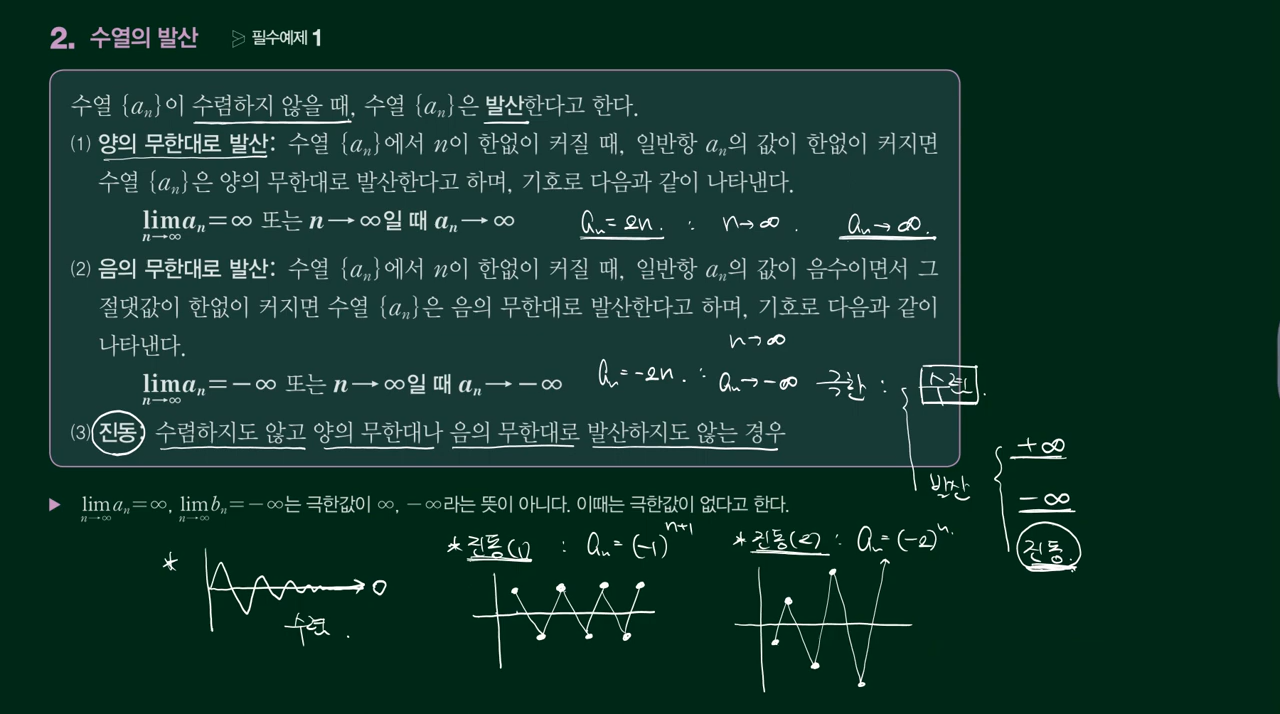 2. 수열의 발산 ▷ 필수예제 1
수열 {aₙ}이 수렴하지 않을 때, 수열 {aₙ}은 발산한다고 한다.
(1) 양의 무한대로 발산: 수열 {aₙ}에서 n이 한없이 커질 때, 일반항 aₙ의 값이 한없이 커지면
수열 {aₙ}은 양의 무한대로 발산한다고 하며, 기호로 다음과 같이 나타낸다.
lim n→∞ aₙ=∞ 또는 n→∞일 때 aₙ→∞ aₙ=2n. : n→∞. aₙ→∞.
(2) 음의 무한대로 발산: 수열 {aₙ}에서 n이 한없이 커질 때, 일반항 aₙ의 값이 음수이면서 그
절댓값이 한없이 커지면 수열 {aₙ}은 음의 무한대로 발산한다고 하며, 기호로 다음과 같이
나타낸다.
n→∞
lim n→∞ aₙ=-∞ 또는 n→∞일 때 aₙ→-∞ aₙ=-2n. : aₙ→-∞ 극한 : 수렴.
(3) 진동: 수렴하지도 않고 양의 무한대나 음의 무한대로 발산하지도 않는 경우
+∞
발산
-∞
진동.
▶ lim n→∞ aₙ=∞, lim n→∞ bₙ=-∞는 극한값이 ∞, -∞라는 뜻이 아니다. 이때는 극한값이 없다고 한다.
* 진동(1) : aₙ=(-1)ⁿ⁺¹
* 진동(2) : aₙ=(-2)ⁿ.
* 0
수렴.